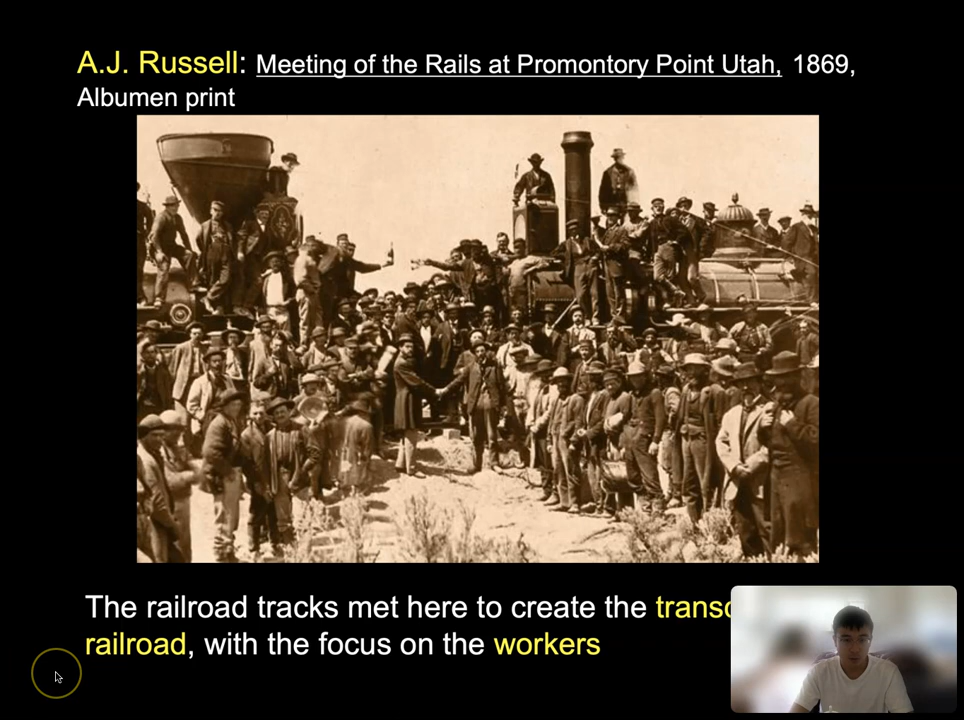 A.J. Russell: Meeting of the Rails at Promontory Point Utah, 1869,
Albumen print
The railroad tracks met here to create the
railroad, with the focus on the workers